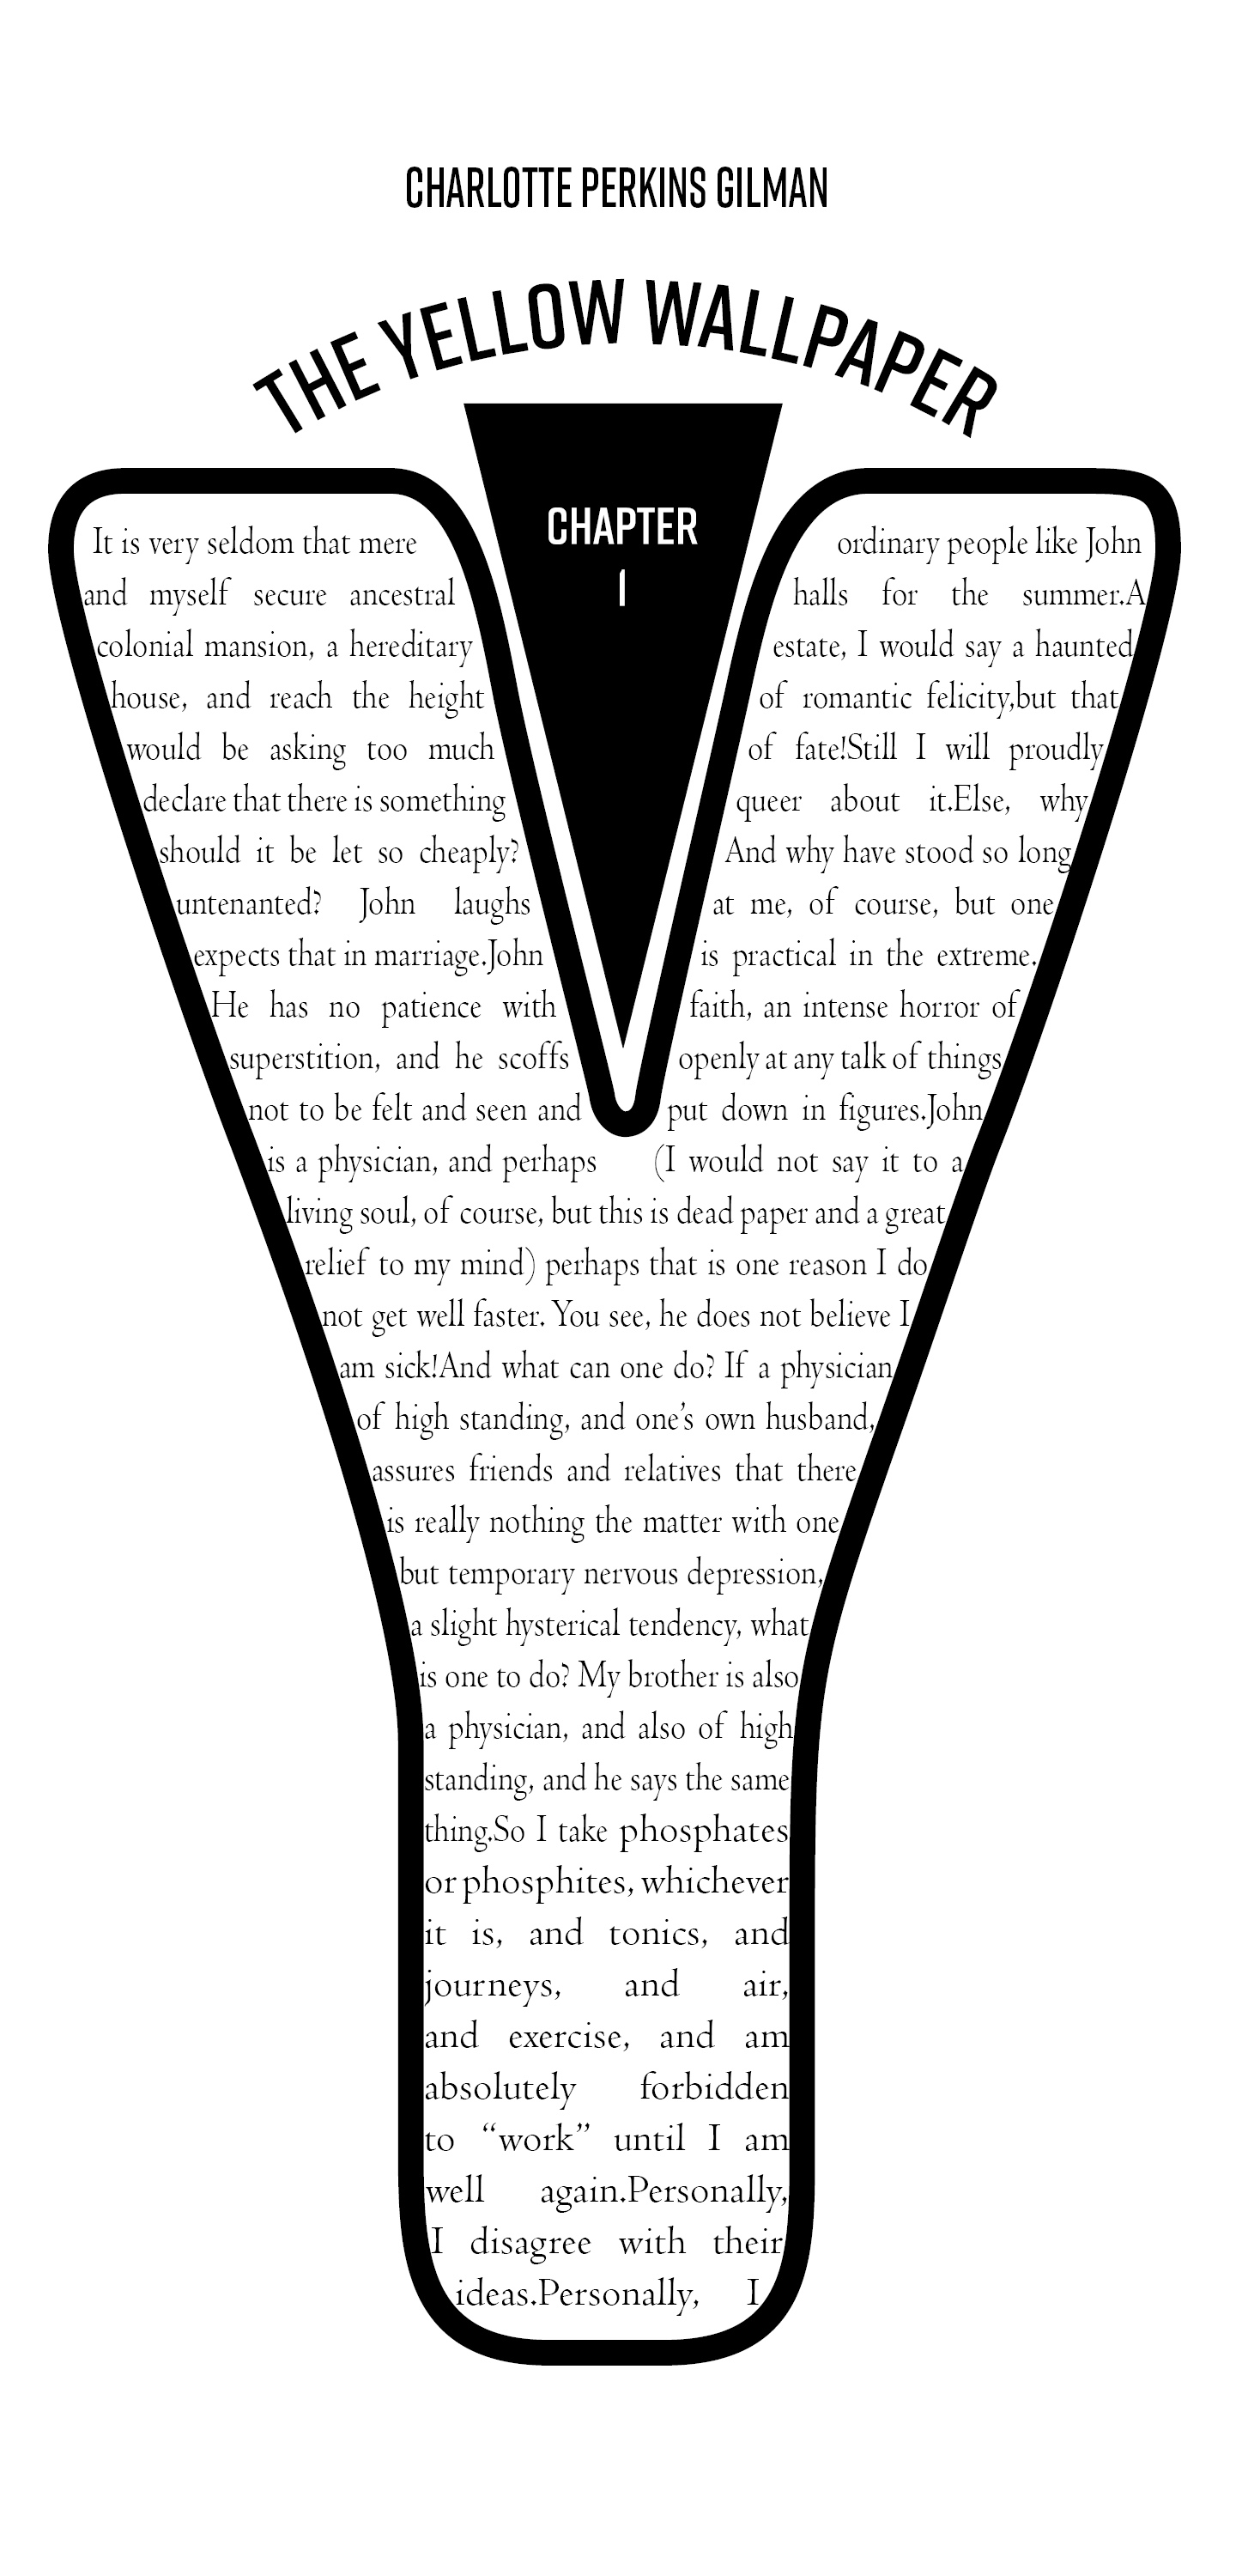 CHARLOTTE PERKINS GILMAN
THE YELLOW WALLPAPER
CHAPTER
1
It is very seldom that mere ordinary people like John
and myself secure ancestral halls for the summer.A
colonial mansion, a hereditary estate, I would say a haunted
house, and reach the height of romantic felicity,but that
would be asking too much of fate!Still I will proudly
declare that there is something queer about it.Else, why
should it be let so cheaply? And why have stood so long
untenanted? John laughs at me, of course, but one
expects that in marriage.John is practical in the extreme.
He has no patience with faith, an intense horror of
superstition, and he scoffs openly at any talk of things
not to be felt and seen and put down in figures.John
is a physician, and perhaps (I would not say it to a
living soul, of course, but this is dead paper and a great
relief to my mind) perhaps that is one reason I do
not get well faster. You see, he does not believe I
am sick!And what can one do? If a physician
of high standing, and one’s own husband,
assures friends and relatives that there
is really nothing the matter with one
but temporary nervous depression,
a slight hysterical tendency, what
is one to do? My brother is also
a physician, and also of high
standing, and he says the same
thing.So I take phosphates
or phosphites, whichever
it is, and tonics, and
journeys, and air,
and exercise, and am
absolutely forbidden
to “work” until I am
well again.Personally,
I disagree with their
ideas.Personally, I